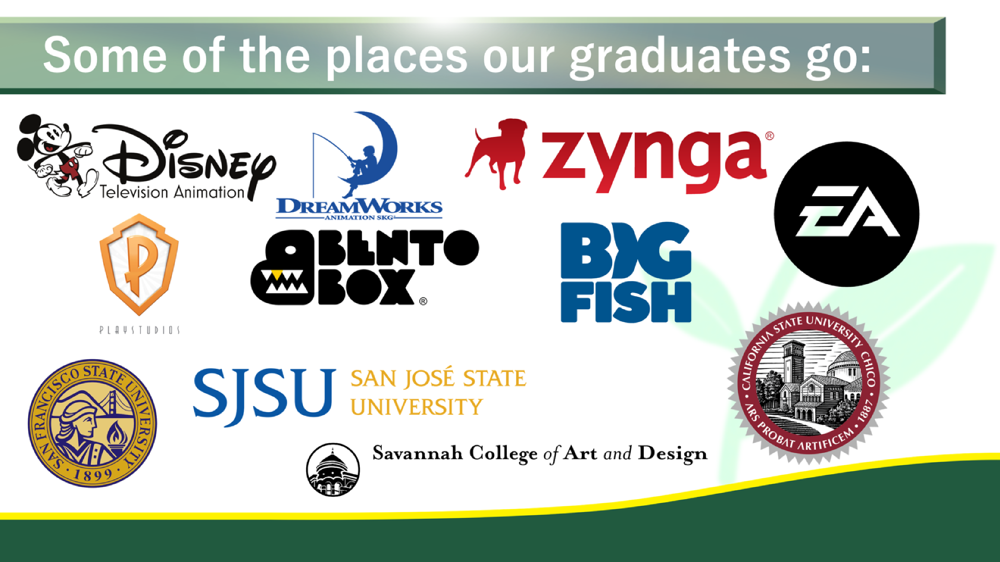 Some of the places our graduates go:
Disney
Television Animation
DREAMWORKS
ANIMATION SKG
zynga®
EA
P
PLAYSTUDIOS
BENTO
BOX®
BIG
FISH
SAN FRANCISCO STATE UNIVERSITY
· 1899 ·
SJSU
SAN JOSÉ STATE
UNIVERSITY
Savannah College of Art and Design
CALIFORNIA STATE UNIVERSITY CHICO
• ARS PROBAT ARTIFICEM • 1887 •